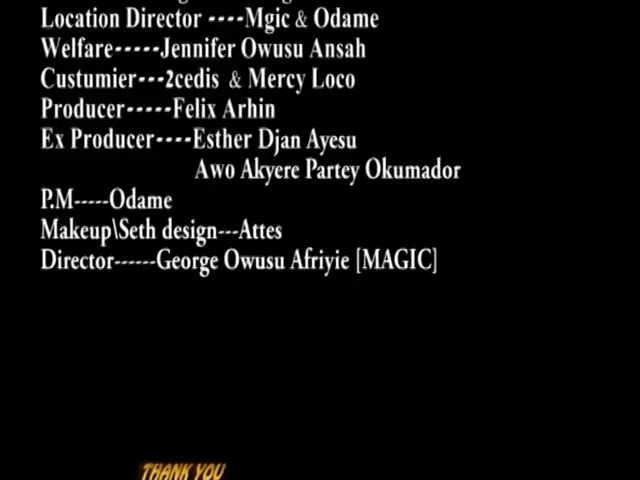 Location Director ----Mgic & Odame
Welfare-----Jennifer Owusu Ansah
Custumier---2cedis & Mercy Loco
Producer-----Felix Arhin
Ex Producer----Esther Djan Ayesu
Awo Akyere Partey Okumador
P.M-----Odame
Makeup\Seth design---Attes
Director------George Owusu Afriyie [MAGIC]
THANK YOU